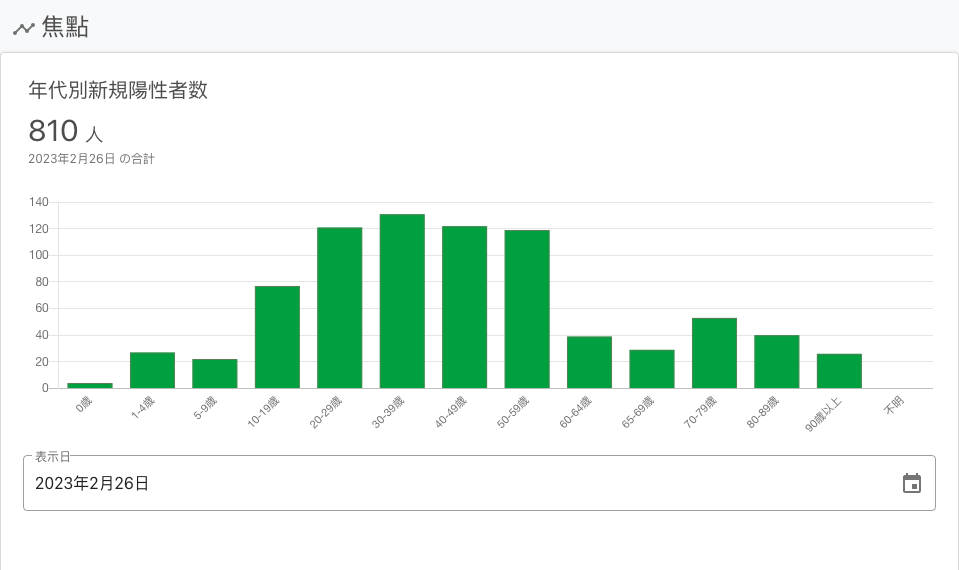 焦點
年代別新規陽性者数
810 人
2023年2月26日 の合計
140
120
100
80
60
40
20
0
0歳
1-4歳
5-9歳
10-19歳
20-29歳
30-39歳
40-49歳
50-59歳
60-64歳
65-69歳
70-79歳
80-89歳
90歳以上
不明
表示日
2023年2月26日